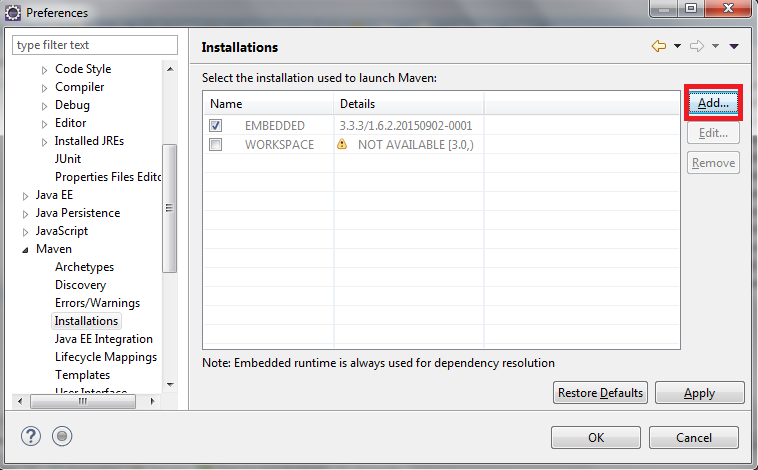 Preferences
type filter text
Code Style
Compiler
Debug
Editor
Installed JREs
JUnit
Properties Files Edito
Java EE
Java Persistence
JavaScript
Maven
Archetypes
Discovery
Errors/Warnings
Installations
Java EE Integration
Lifecycle Mappings
Templates
User Interface
Installations
Select the installation used to launch Maven:
Name Details
EMBEDDED 3.3.3/1.6.2.20150902-0001
WORKSPACE NOT AVAILABLE [3.0,)
Add...
Edit...
Remove
Note: Embedded runtime is always used for dependency resolution
Restore Defaults Apply
? OK Cancel